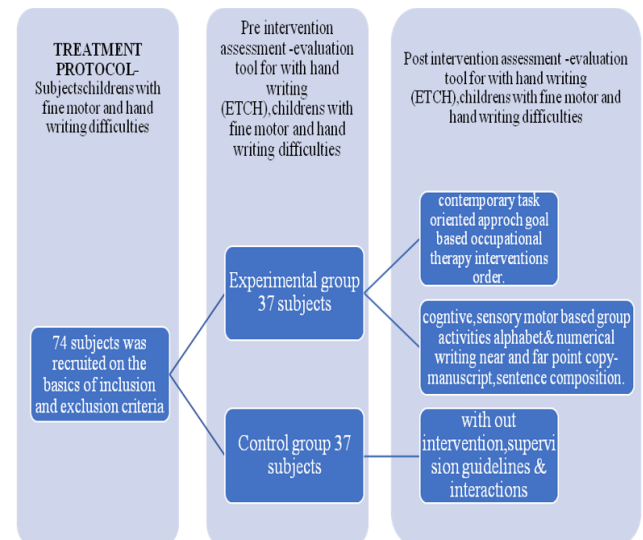 TREATMENT
PROTOCOL-
Subjectschildrens with
fine motor and hand
writing difficulties
Pre intervention
assessment -evaluation
tool for with hand
writing
(ETCH),childrens with
fine motor and hand
writing difficulties
Post intervention assessment -evaluation
tool for with hand writing
(ETCH),childrens with fine motor and
hand writing difficulties
74 subjects was
recruited on the
basics of inclusion
and exclusion criteria
Experimental group
37 subjects
Control group 37
subjects
contemporary task
oriented approch goal
based occupational
therapy interventions
order.
cogntive,sensory motor based group
activities alphabet& numerical
writing near and far point copy-
manuscript,sentence composition.
with out
intervention,supervi
sion guidelines &
interactions